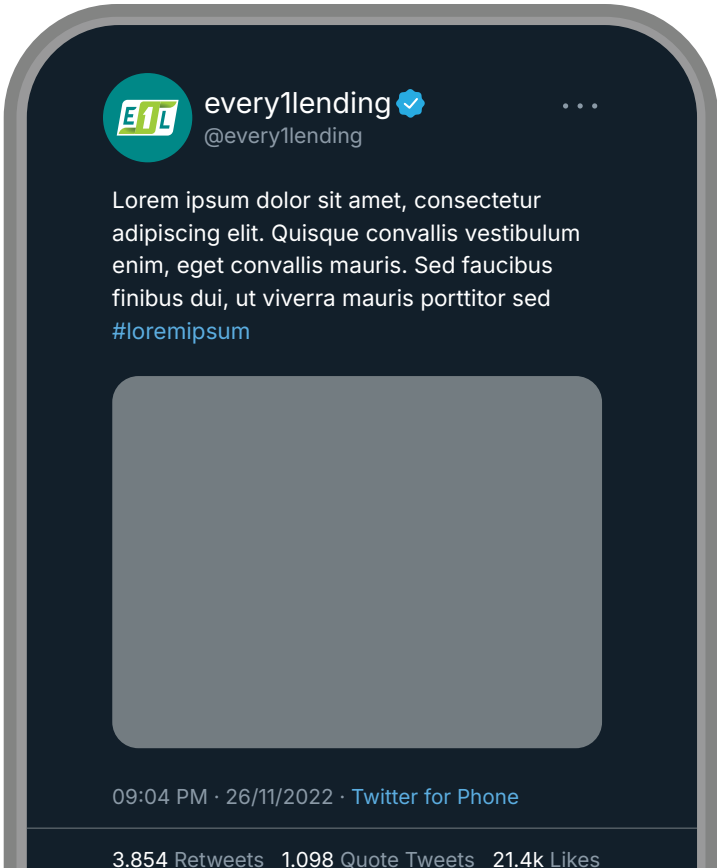 E1L
every1lending
@every1lending
Lorem ipsum dolor sit amet, consectetur
adipiscing elit. Quisque convallis vestibulum
enim, eget convallis mauris. Sed faucibus
finibus dui, ut viverra mauris porttitor sed
#loremipsum
09:04 PM · 26/11/2022 · Twitter for Phone
3.854 Retweets 1.098 Quote Tweets 21.4k Likes